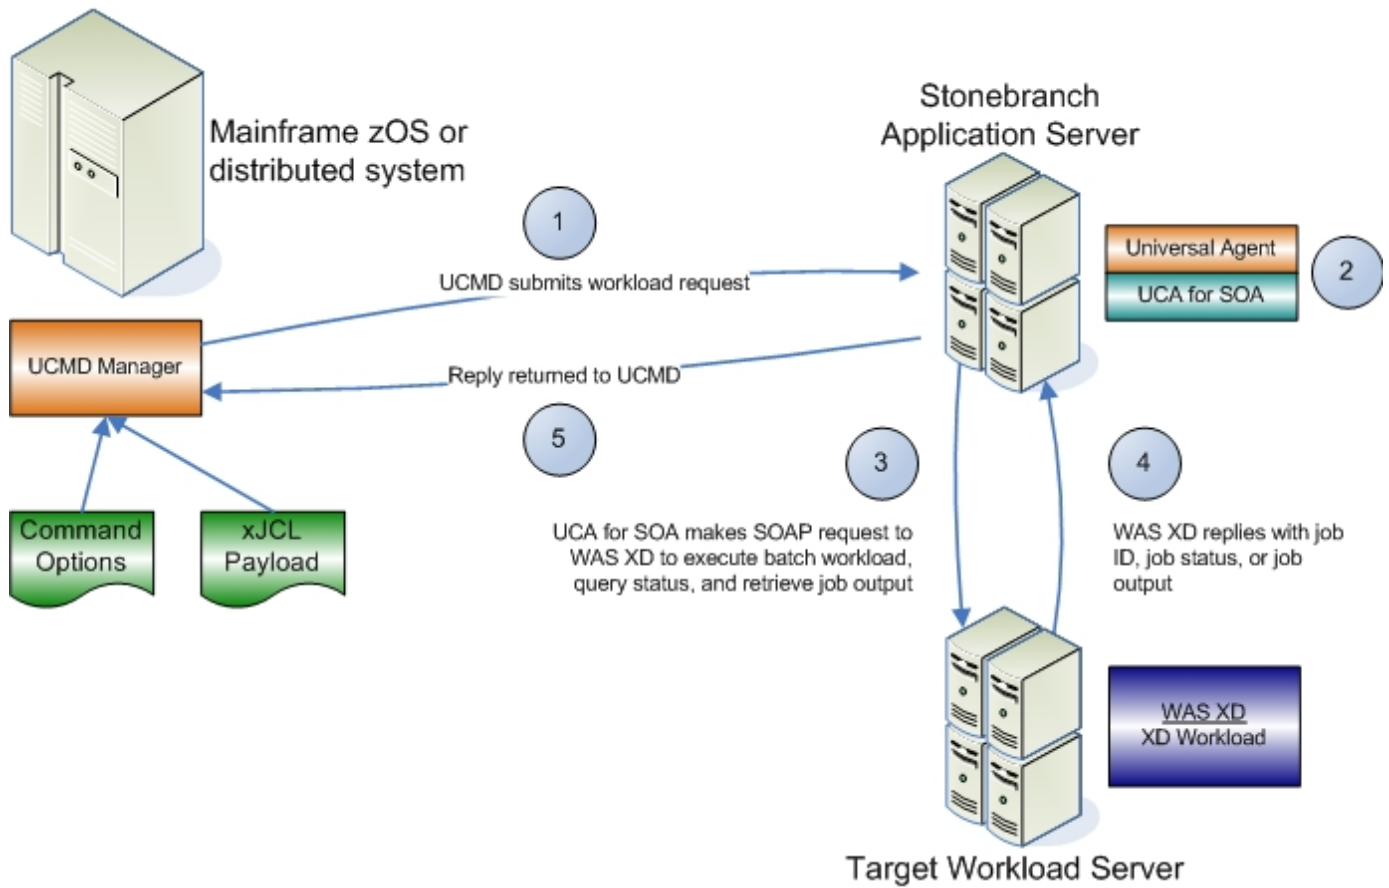 Mainframe zOS or
distributed system
Stonebranch
Application Server
1
UCMD submits workload request
Universal Agent
UCA for SOA
2
UCMD Manager
Reply returned to UCMD
5
3
4
Command
Options
xJCL
Payload
UCA for SOA makes SOAP request to
WAS XD to execute batch workload,
query status, and retrieve job output
WAS XD replies with job
ID, job status, or job
output
WAS XD
XD Workload
Target Workload Server